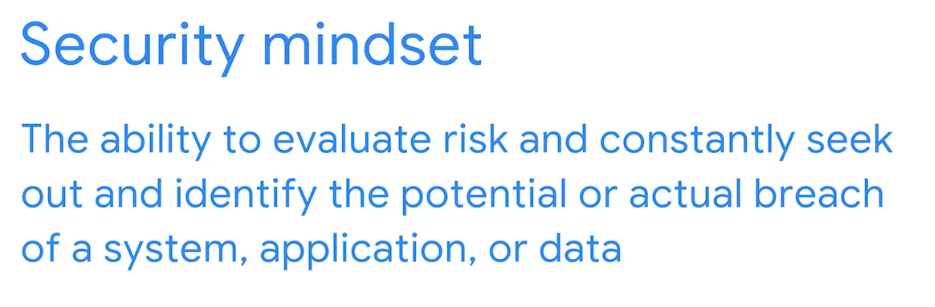 Security mindset
The ability to evaluate risk and constantly seek
out and identify the potential or actual breach
of a system, application, or data